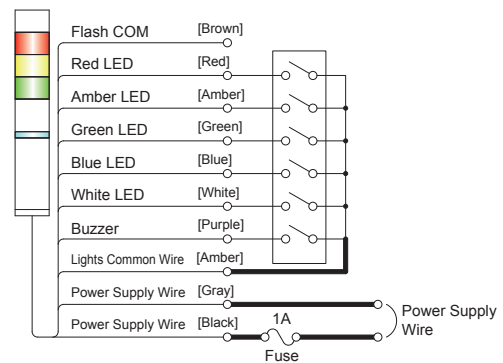 Flash COM [Brown]
Red LED [Red]
Amber LED [Amber]
Green LED [Green]
Blue LED [Blue]
White LED [White]
Buzzer [Purple]
Lights Common Wire [Amber]
Power Supply Wire [Gray]
Power Supply Wire [Black] 1A
Fuse
Power Supply
Wire